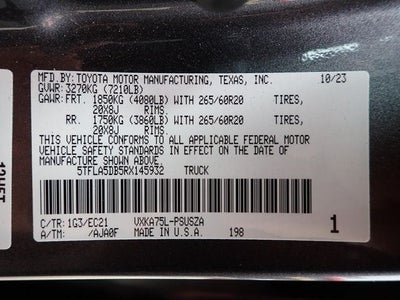 MFD.BY: TOYOTA MOTOR MANUFACTURING, TEXAS, INC. 10/23
GVWR: 3270KG (7210LB)
GAWR: FRT. 1850KG (4080LB) WITH 265/60R20 TIRES,
20X8J RIMS
RR. 1750KG (3860LB) WITH 265/60R20 TIRES,
20X8J RIMS
THIS VEHICLE CONFORMS TO ALL APPLICABLE FEDERAL MOTOR
VEHICLE SAFETY STANDARDS IN EFFECT ON THE DATE OF
MANUFACTURE SHOWN ABOVE.
5TFLA5DB5RX145932 TRUCK
C/TR: 1G3/EC21 VXKA75L-PSUSZA 1
A/TM: /AJA0F MADE IN U.S.A. 198